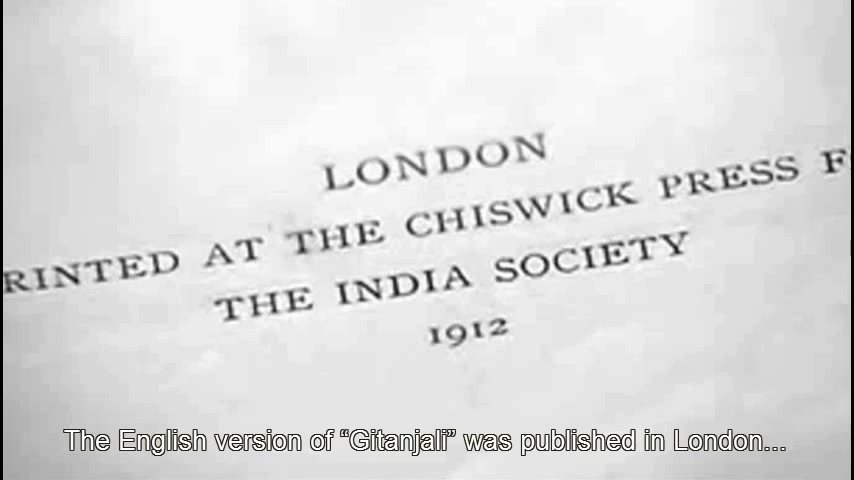 LONDON
RINTED AT THE CHISWICK PRESS F
THE INDIA SOCIETY
1912
The English version of “Gitanjali” was published in London...